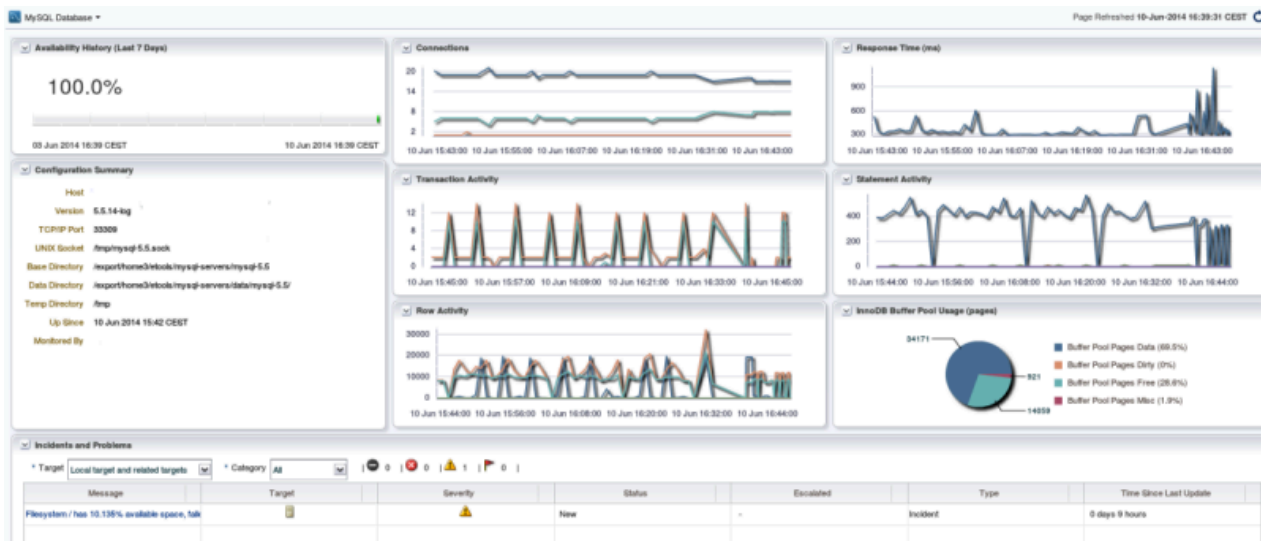 MySQL Database
Page Refreshed 10-Jun-2014 16:39:31 CEST
Availability History (Last 7 Days)
100.0%
03 Jun 2014 16:39 CEST 10 Jun 2014 16:39 CEST
Configuration Summary
Host
Version 5.5.14-log
TCP/IP Port 33309
UNIX Socket /tmp/mysql-5.5.sock
Base Directory /export/home3/etools/mysql-servers/mysql-5.5
Data Directory /export/home3/etools/mysql-servers/data/mysql-5.5/
Temp Directory /tmp
Up Since 10 Jun 2014 15:42 CEST
Monitored By
Connections
20
14
8
2
10 Jun 15:43:00 10 Jun 15:55:00 10 Jun 16:07:00 10 Jun 16:19:00 10 Jun 16:31:00 10 Jun 16:43:00
Response Time (ms)
900
600
300
10 Jun 15:43:00 10 Jun 15:55:00 10 Jun 16:07:00 10 Jun 16:19:00 10 Jun 16:31:00 10 Jun 16:43:00
Transaction Activity
12
8
4
0
10 Jun 15:45:00 10 Jun 15:57:00 10 Jun 16:09:00 10 Jun 16:21:00 10 Jun 16:33:00 10 Jun 16:45:00
Statement Activity
400
200
0
10 Jun 15:44:00 10 Jun 15:56:00 10 Jun 16:08:00 10 Jun 16:20:00 10 Jun 16:32:00 10 Jun 16:44:00
Row Activity
30000
20000
10000
0
10 Jun 15:44:00 10 Jun 15:56:00 10 Jun 16:08:00 10 Jun 16:20:00 10 Jun 16:32:00 10 Jun 16:44:00
InnoDB Buffer Pool Usage (pages)
34171
921
14059
Buffer Pool Pages Data (69.5%)
Buffer Pool Pages Dirty (0%)
Buffer Pool Pages Free (28.6%)
Buffer Pool Pages Misc (1.9%)
Incidents and Problems
* Target Local target and related targets * Category All | 0 | 0 | 1 | 0 |
Message Target Severity Status Escalated Type Time Since Last Update
Filesystem / has 10.135% available space, New - Incident 0 days 9 hours